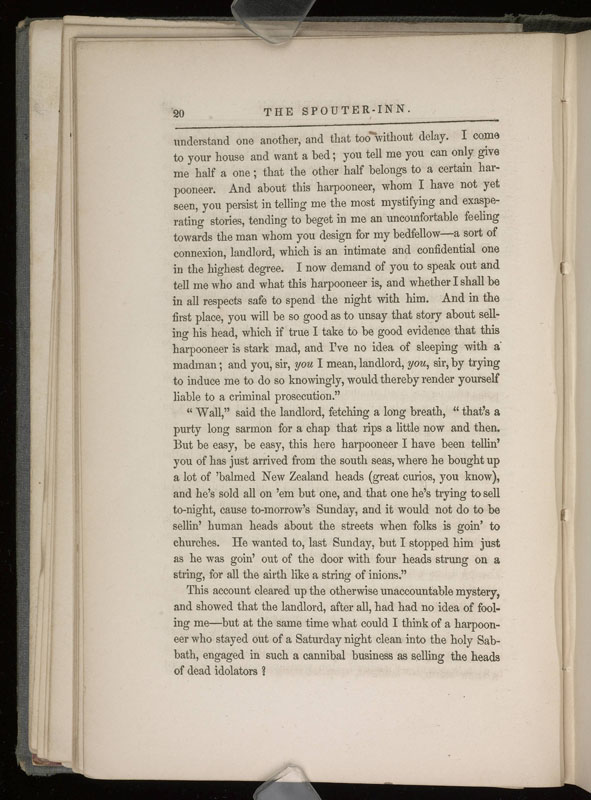 20 THE SPOUTER-INN.
understand one another, and that too without delay. I come
to your house and want a bed; you tell me you can only give
me half a one; that the other half belongs to a certain har-
pooneer. And about this harpooneer, whom I have not yet
seen, you persist in telling me the most mystifying and exaspe-
rating stories, tending to beget in me an uncomfortable feeling
towards the man whom you design for my bedfellow—a sort of
connexion, landlord, which is an intimate and confidential one
in the highest degree. I now demand of you to speak out and
tell me who and what this harpooneer is, and whether I shall be
in all respects safe to spend the night with him. And in the
first place, you will be so good as to unsay that story about sell-
ing his head, which if true I take to be good evidence that this
harpooneer is stark mad, and I've no idea of sleeping with a
madman; and you, sir, you I mean, landlord, you, sir, by trying
to induce me to do so knowingly, would thereby render yourself
liable to a criminal prosecution."
"Wall," said the landlord, fetching a long breath, "that's a
purty long sarmon for a chap that rips a little now and then.
But be easy, be easy, this here harpooneer I have been tellin'
you of has just arrived from the south seas, where he bought up
a lot of 'balmed New Zealand heads (great curios, you know),
and he's sold all on 'em but one, and that one he's trying to sell
to-night, cause to-morrow's Sunday, and it would not do to be
sellin' human heads about the streets when folks is goin' to
churches. He wanted to, last Sunday, but I stopped him just
as he was goin' out of the door with four heads strung on a
string, for all the airth like a string of inions."
This account cleared up the otherwise unaccountable mystery,
and showed that the landlord, after all, had had no idea of fool-
ing me—but at the same time what could I think of a harpoon-
eer who stayed out of a Saturday night clean into the holy Sab-
bath, engaged in such a cannibal business as selling the heads
of dead idolators?